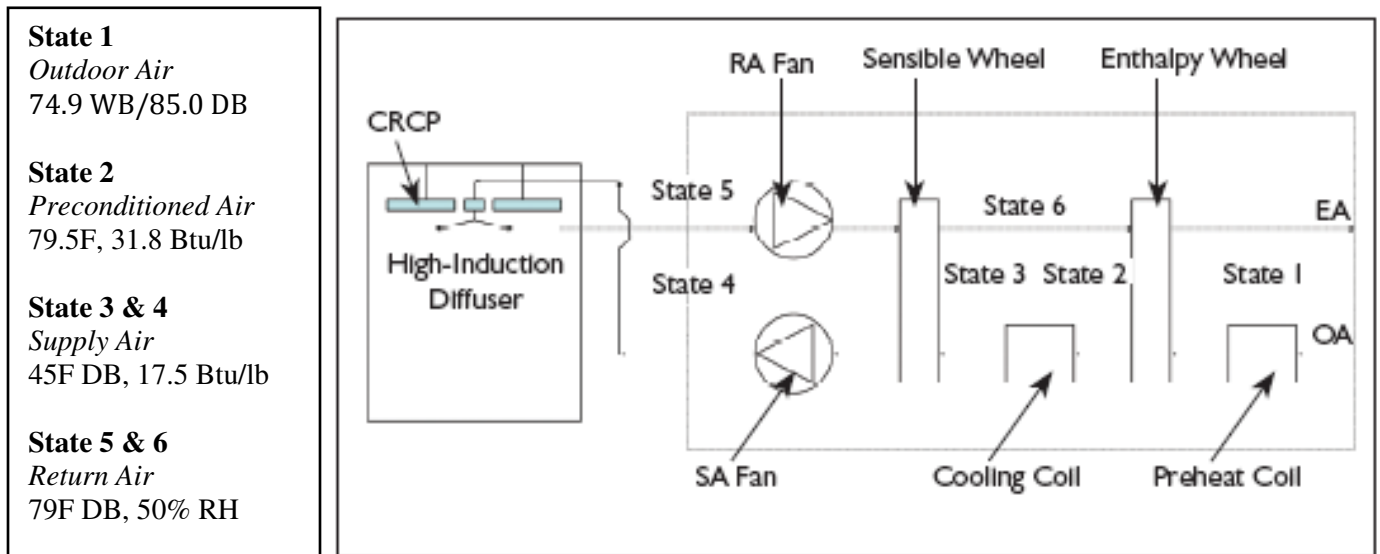 State 1
Outdoor Air
74.9 WB/85.0 DB
State 2
Preconditioned Air
79.5F, 31.8 Btu/lb
State 3 & 4
Supply Air
45F DB, 17.5 Btu/lb
State 5 & 6
Return Air
79F DB, 50% RH
RA Fan
Sensible Wheel
Enthalpy Wheel
CRCP
State 5
State 6
EA
High-Induction
Diffuser
State 4
State 3
State 2
State 1
OA
SA Fan
Cooling Coil
Preheat Coil